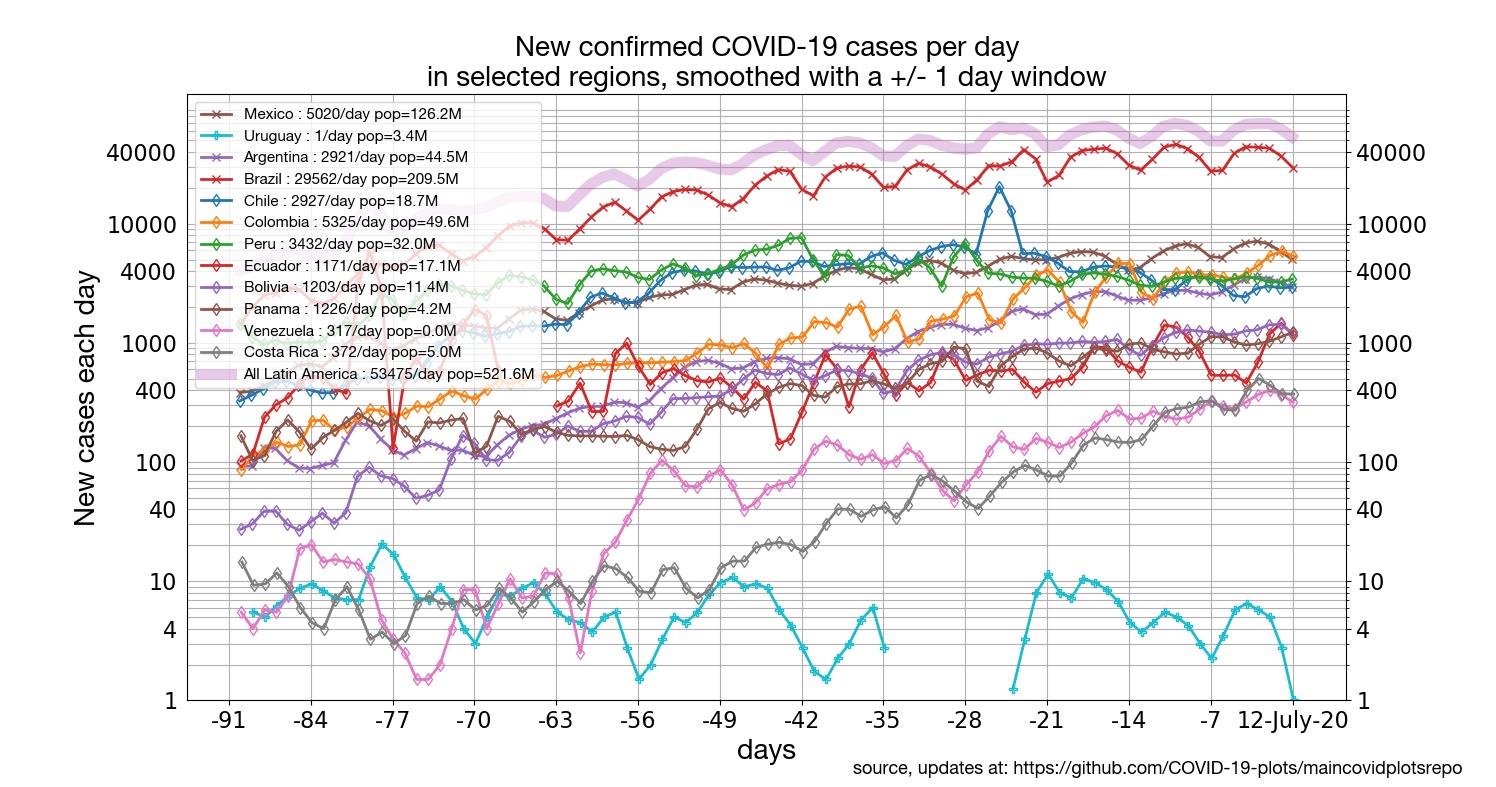 New confirmed COVID-19 cases per day
in selected regions, smoothed with a +/- 1 day window
Mexico : 5020/day pop=126.2M
Uruguay : 1/day pop=3.4M
Argentina : 2921/day pop=44.5M
Brazil : 29562/day pop=209.5M
Chile : 2927/day pop=18.7M
Colombia : 5325/day pop=49.6M
Peru : 3432/day pop=32.0M
Ecuador : 1171/day pop=17.1M
Bolivia : 1203/day pop=11.4M
Panama : 1226/day pop=4.2M
Venezuela : 317/day pop=0.0M
Costa Rica : 372/day pop=5.0M
All Latin America : 53475/day pop=521.6M
New cases each day
40000
10000
4000
1000
400
100
40
10
4
1
40000
10000
4000
1000
400
100
40
10
4
1
-91 -84 -77 -70 -63 -56 -49 -42 -35 -28 -21 -14 -7 12-July-20
days
source, updates at: https://github.com/COVID-19-plots/maincovidplotsrepo